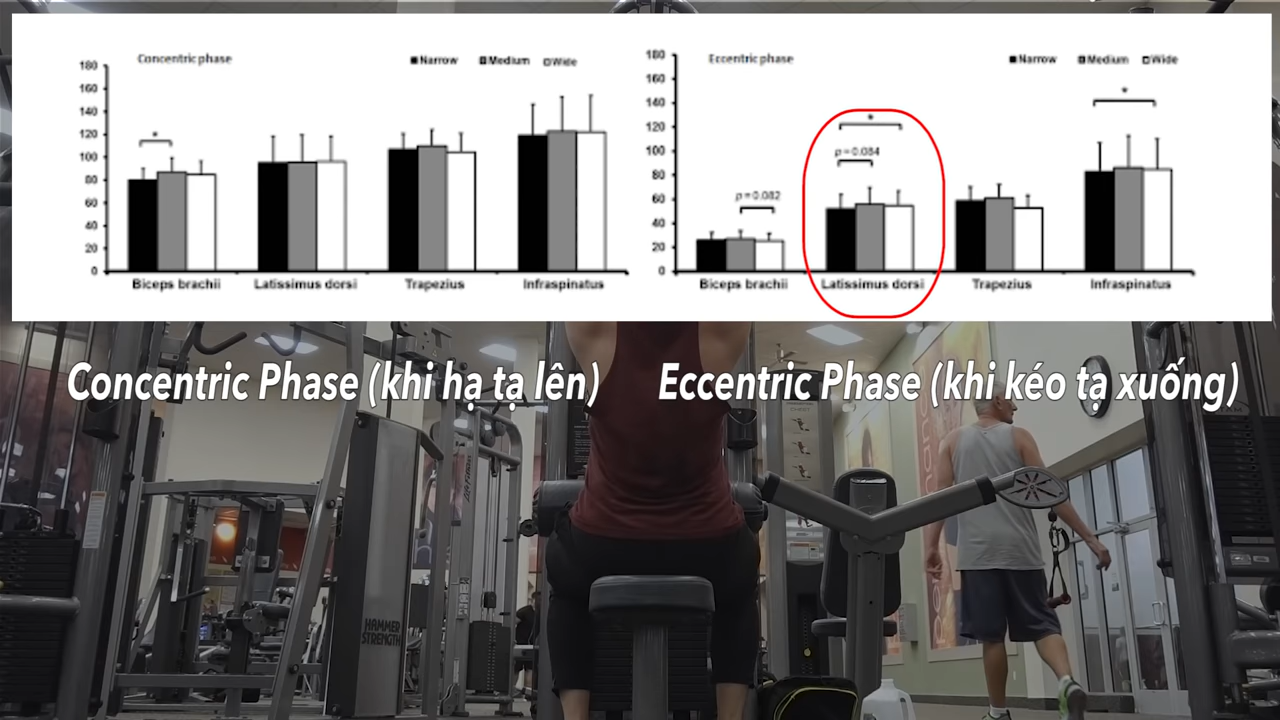 Concentric phase
Narrow Medium Wide
180
160
140
120
100
80
60
40
20
0
*
Biceps brachii Latissimus dorsi Trapezius Infraspinatus
Eccentric phase
Narrow Medium Wide
180
160
140
120
100
80
60
40
20
0
p=0.082
*
p=0.084
*
Biceps brachii Latissimus dorsi Trapezius Infraspinatus
Concentric Phase (khi hạ tạ lên)
Eccentric Phase (khi kéo tạ xuống)
CHEST
HAMMER
STRENGTH